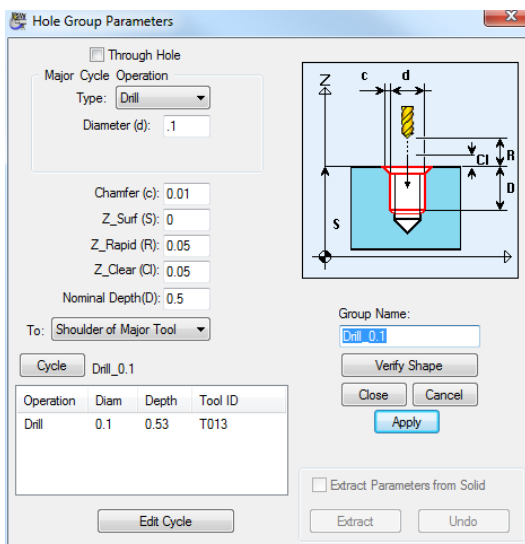 Hole Group Parameters
Through Hole
Major Cycle Operation
Type: Drill
Diameter (d): .1
Chamfer (c): 0.01
Z_Surf (S): 0
Z_Rapid (R): 0.05
Z_Clear (Cl): 0.05
Nominal Depth(D): 0.5
To: Shoulder of Major Tool
Cycle Drill_0.1
Operation Diam Depth Tool ID
Drill 0.1 0.53 T013
Edit Cycle
Z c d
Cl R
D
S
Group Name:
Drill_0.1
Verify Shape
Close Cancel
Apply
Extract Parameters from Solid
Extract Undo